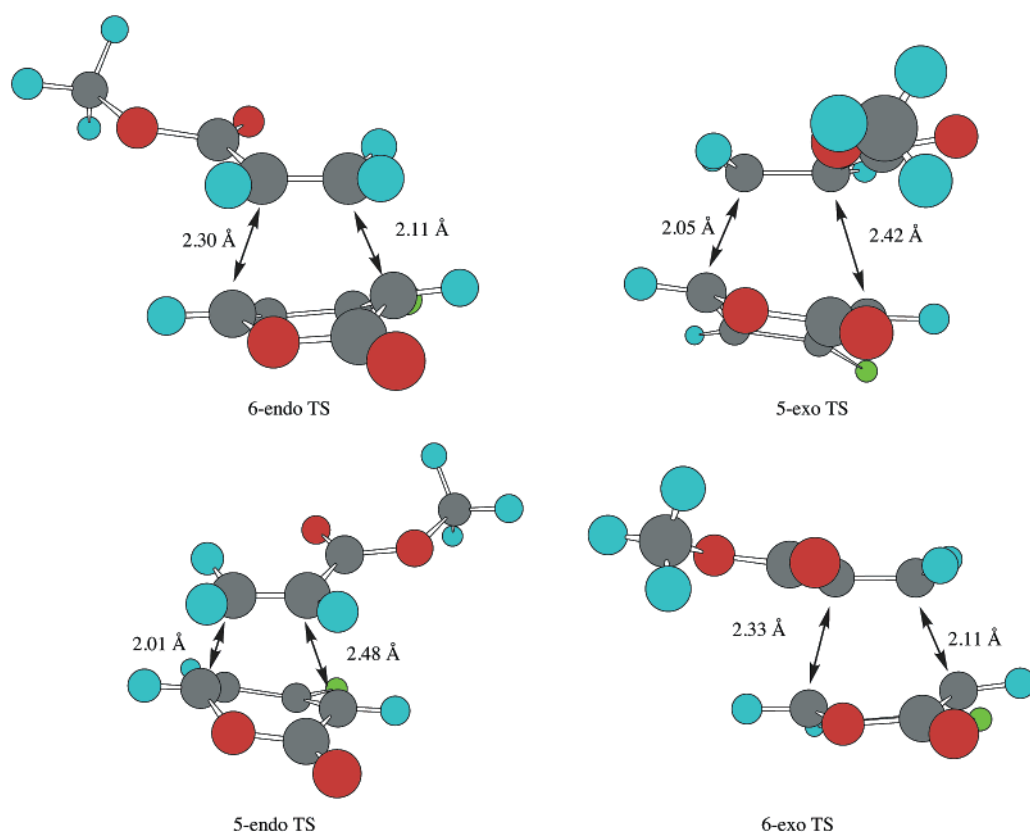 2.30 Å
2.11 Å
6-endo TS
2.05 Å
2.42 Å
5-exo TS
2.01 Å
2.48 Å
5-endo TS
2.33 Å
2.11 Å
6-exo TS